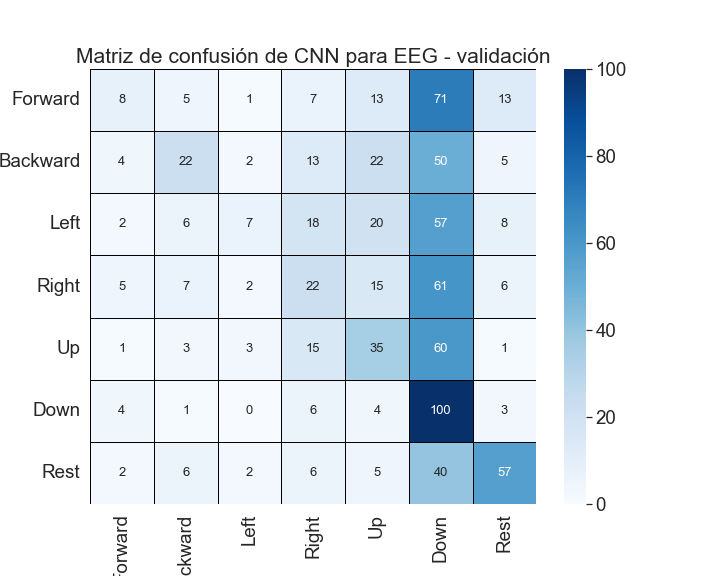 Matriz de confusión de CNN para EEG - validación
Forward 8 5 1 7 13 71 13
Backward 4 22 2 13 22 50 5
Left 2 6 7 18 20 57 8
Right 5 7 2 22 15 61 6
Up 1 3 3 15 35 60 1
Down 4 1 0 6 4 100 3
Rest 2 6 2 6 5 40 57
Forward ckward Left Right Up Down Rest
100
80
60
40
20
0